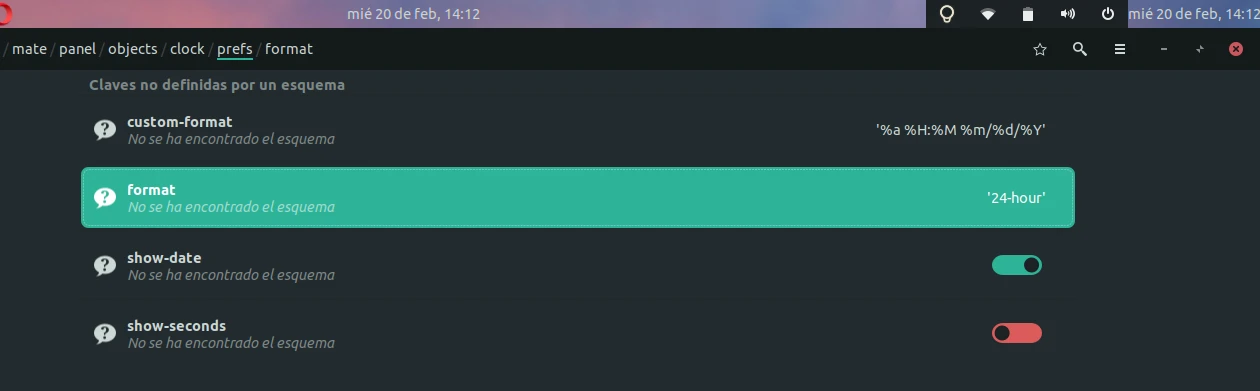 mié 20 de feb, 14:12
mié 20 de feb, 14:12
/ mate / panel / objects / clock / prefs / format
Claves no definidas por un esquema
custom-format
No se ha encontrado el esquema
'%a %H:%M %m/%d/%Y'
format
No se ha encontrado el esquema
'24-hour'
show-date
No se ha encontrado el esquema
show-seconds
No se ha encontrado el esquema